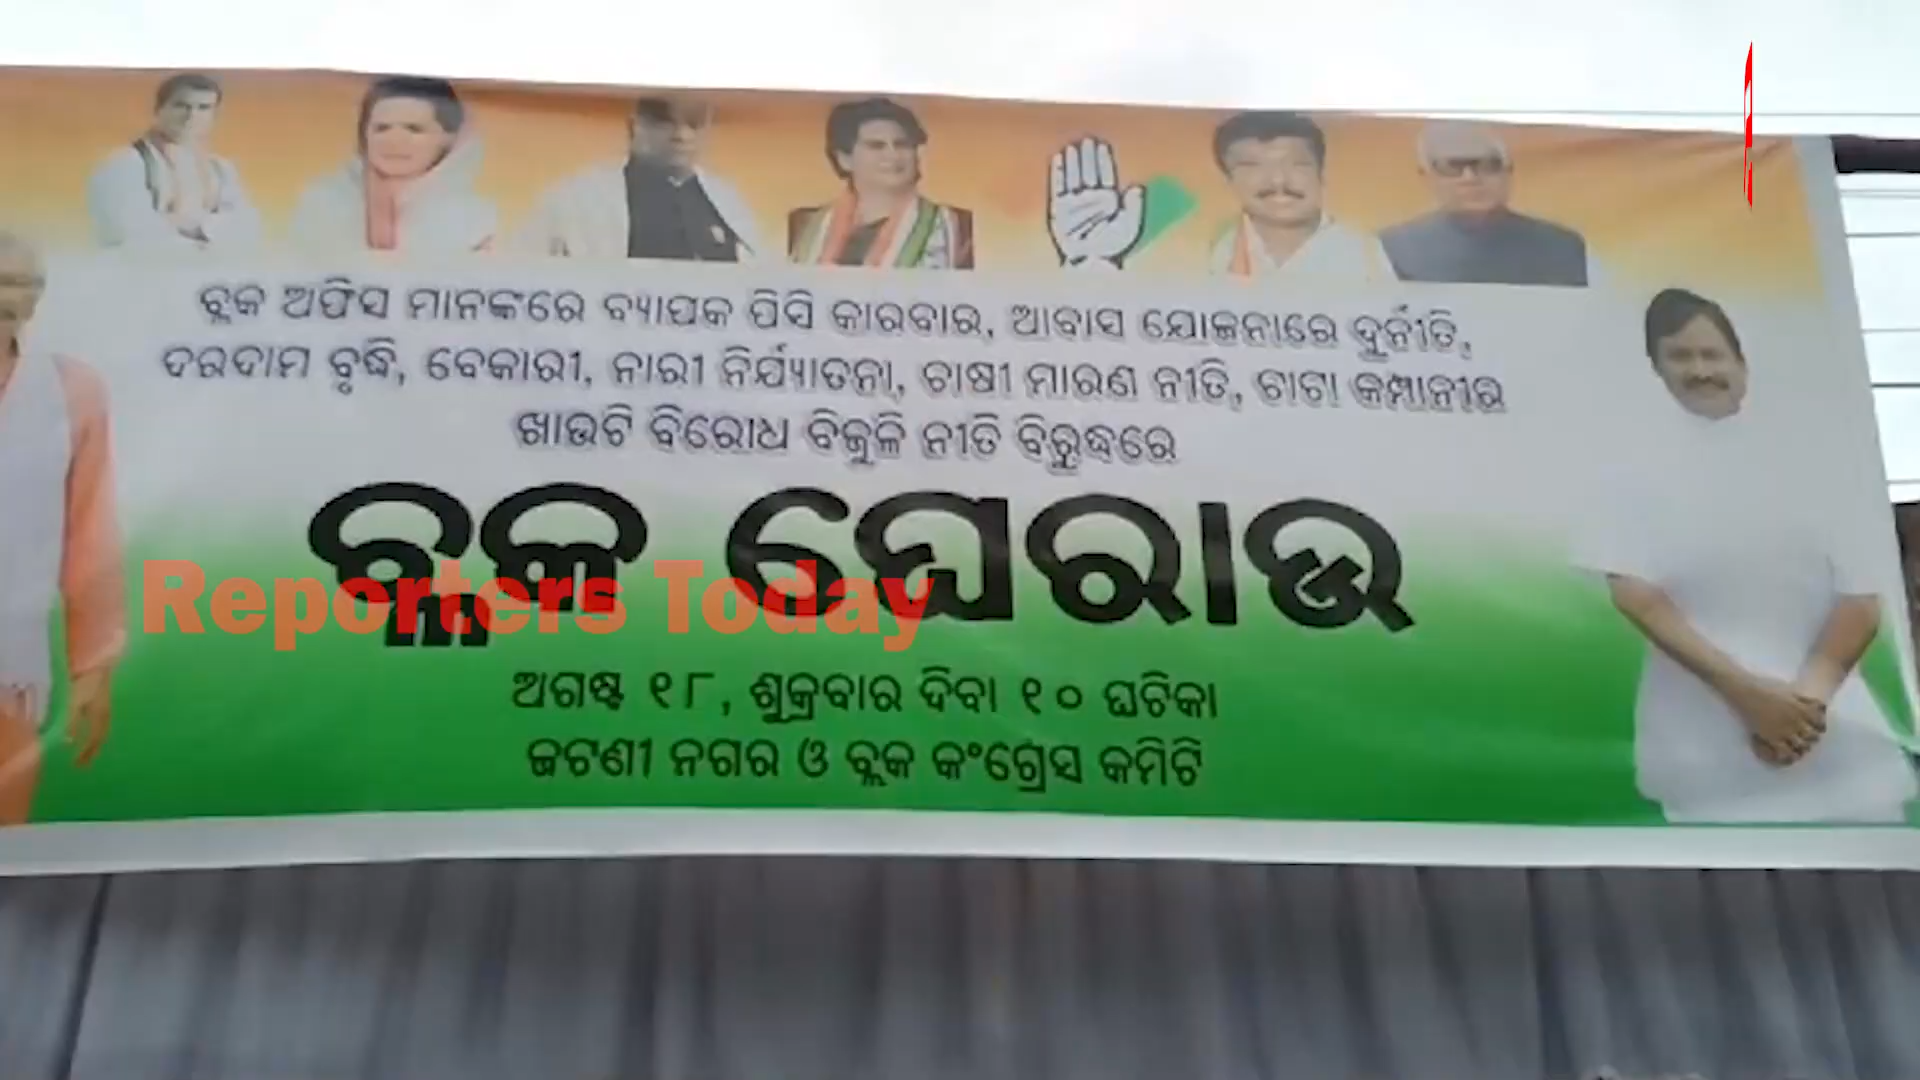 ବ୍ଲକ ଅଫିସ ମାନଙ୍କରେ ବ୍ୟାପକ ପିସି କାରବାର, ଆବାସ ଯୋଜନାରେ ଦୁର୍ନୀତି,
ଦରଦାମ ବୃଦ୍ଧି, ବେକାରୀ, ନାରୀ ନିର୍ଯ୍ୟାତନା, ଚାଷୀ ମାରଣ ନୀତି, ଟାଟା କମ୍ପାନୀର
ଖାଉଟି ବିରୋଧ ବିଜୁଳି ନୀତି ବିରୁଦ୍ଧରେ
ବ୍ଲକ ଘେରାଉ
Reporters Today
ଅଗଷ୍ଟ ୧୮, ଶୁକ୍ରବାର ଦିବା ୧୦ ଘଟିକା
ଜଟଣୀ ନଗର ଓ ବ୍ଲକ କଂଗ୍ରେସ କମିଟି